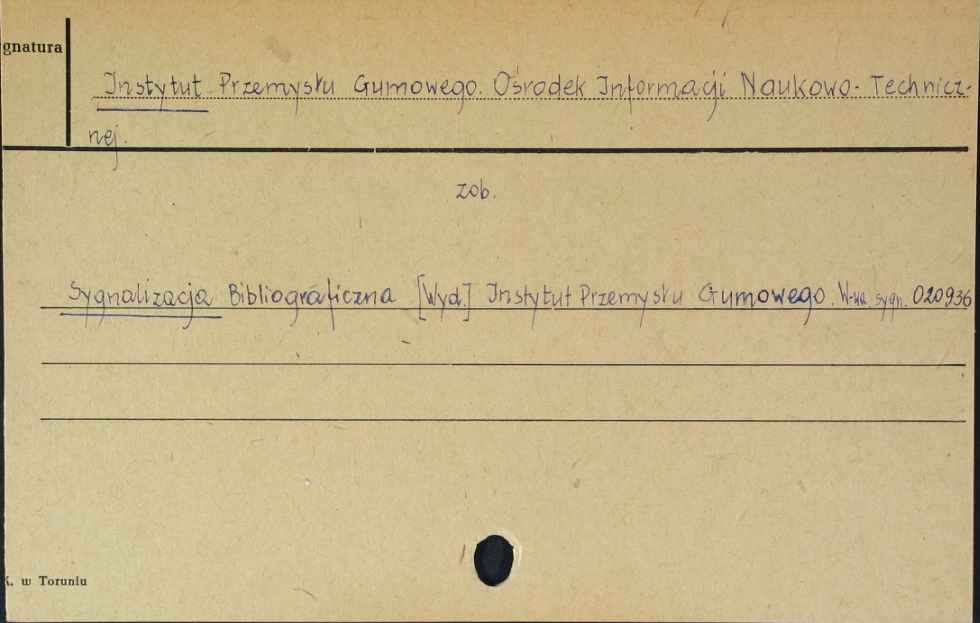 gnatura
Instytut Przemysłu Gumowego. Ośrodek Informacji Naukowo-Technicz-
nej.
zob.
Sygnalizacja Bibliograficzna [Wyd.] Instytut Przemysłu Gumowego. W-wa sygn. 020936
K. w Toruniu